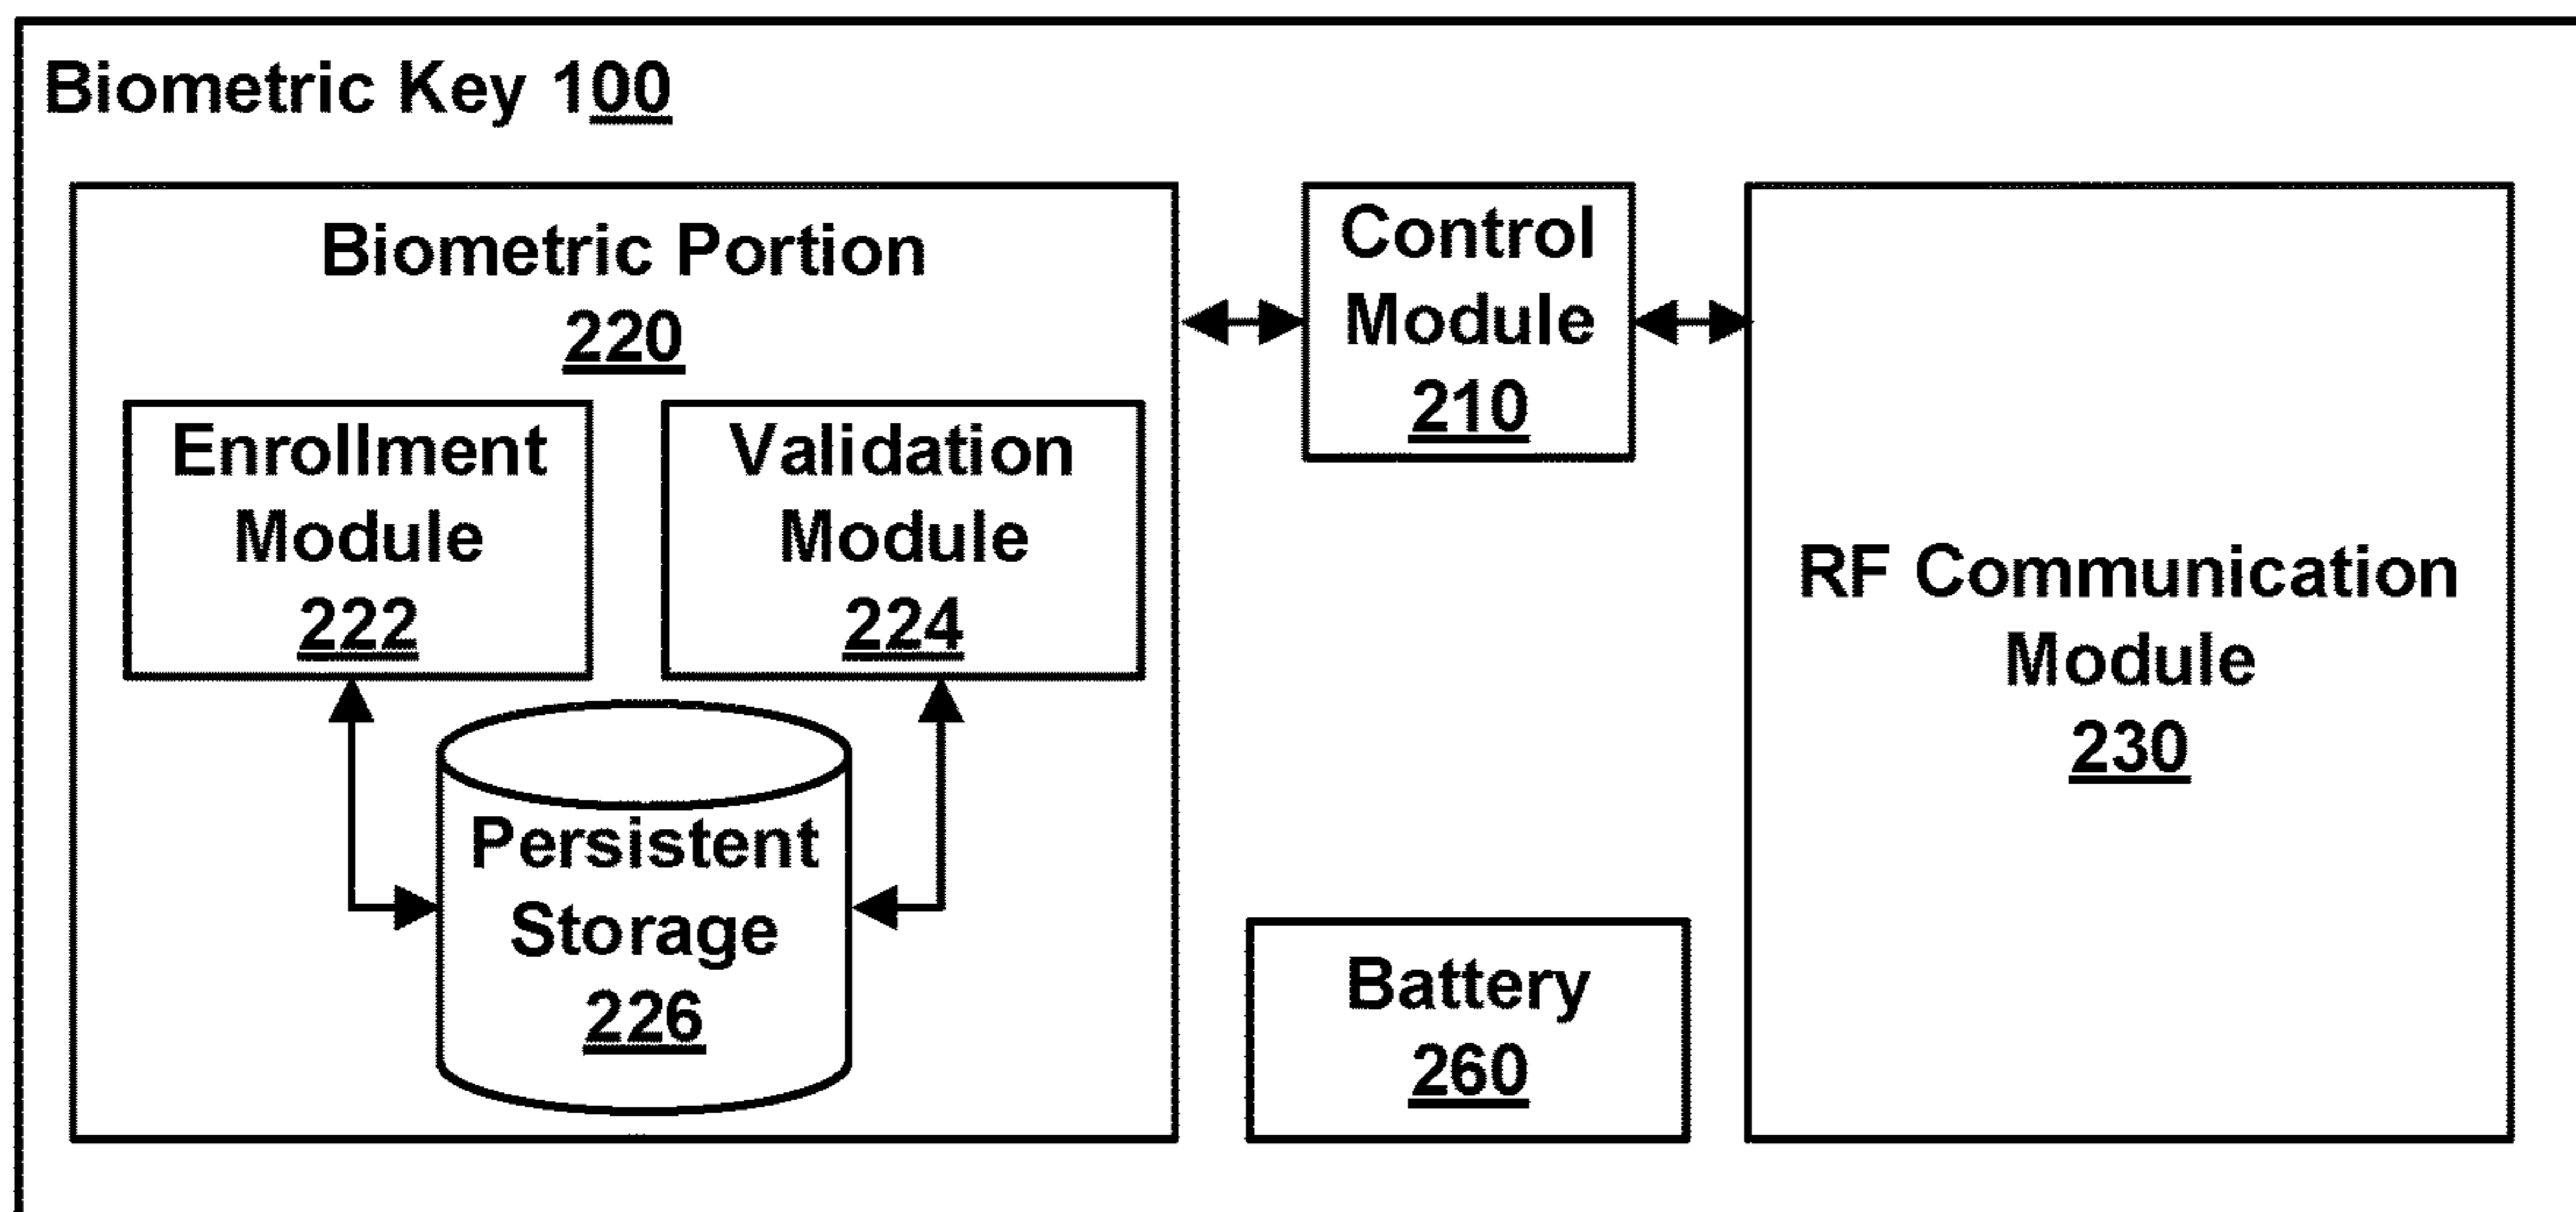 Biometric Key 100
Biometric Portion
220
Enrollment
Module
222
Validation
Module
224
Persistent
Storage
226
Control
Module
210
Battery
260
RF Communication
Module
230